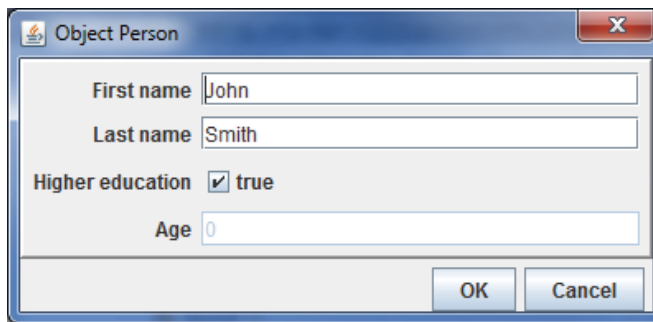 Object Person
First name John
Last name Smith
Higher education true
Age 0
OK Cancel